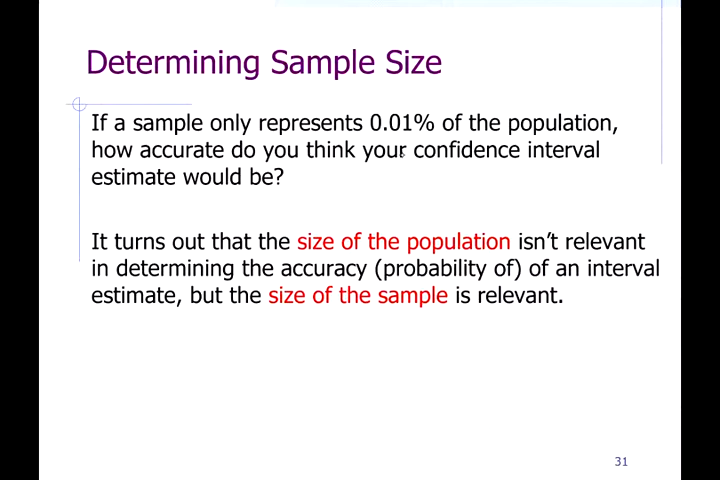 Determining Sample Size
If a sample only represents 0.01% of the population,
how accurate do you think your confidence interval
estimate would be?
It turns out that the size of the population isn’t relevant
in determining the accuracy (probability of) of an interval
estimate, but the size of the sample is relevant.
31